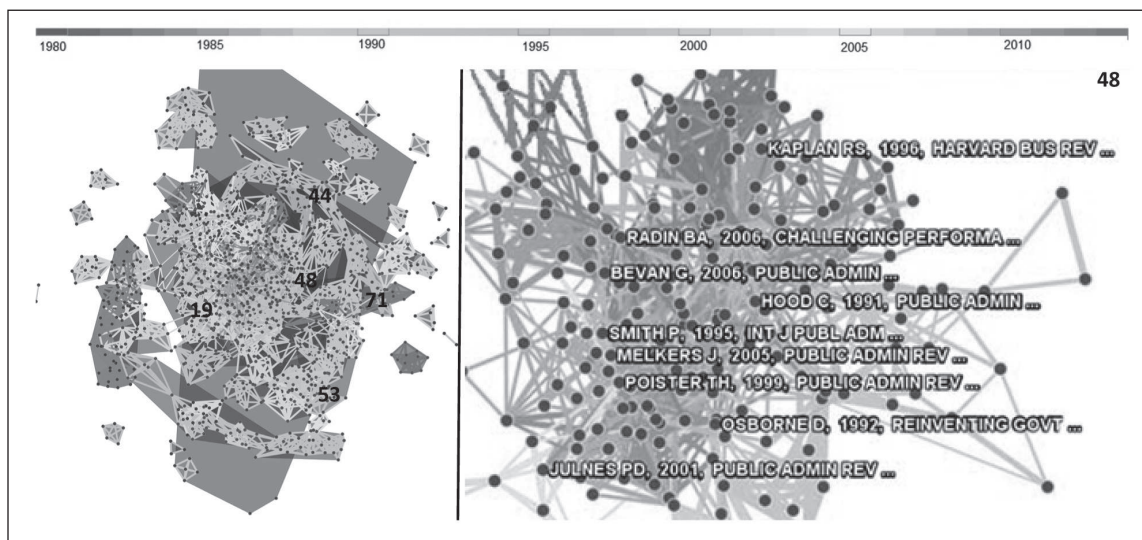 1980 1985 1990 1995 2000 2005 2010
48
44
48
71
19
53
KAPLAN RS, 1996, HARVARD BUS REV ...
RADIN BA, 2006, CHALLENGING PERFORMA ...
BEVAN G, 2006, PUBLIC ADMIN ...
HOOD C, 1991, PUBLIC ADMIN ...
SMITH P, 1995, INT J PUBL ADM ...
MELKERS J, 2005, PUBLIC ADMIN REV ...
POISTER TH, 1999, PUBLIC ADMIN REV ...
OSBORNE D, 1992, REINVENTING GOVT ...
JULNES PD, 2001, PUBLIC ADMIN REV ...